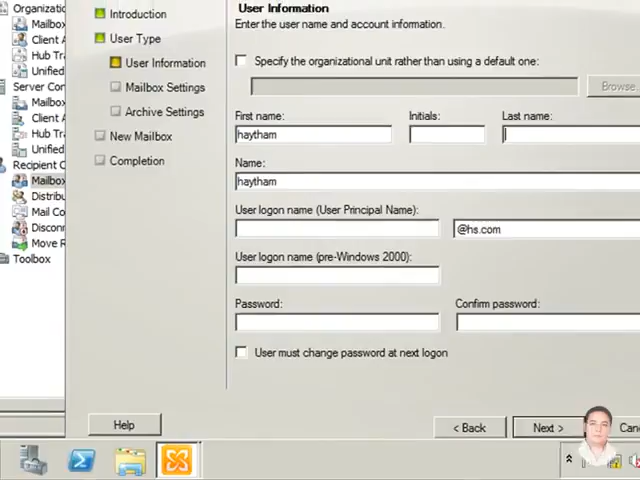 Organizatio
Mailbox
Client A
Hub Tra
Unified
Server Con
Mailbox
Client A
Hub Tra
Unified
Recipient C
Mailbox
Distribu
Mail Co
Disconn
Move R
Toolbox
Introduction
User Type
User Information
Mailbox Settings
Archive Settings
New Mailbox
Completion
User Information
Enter the user name and account information.
Specify the organizational unit rather than using a default one:
Browse
First name: Initials: Last name:
haytham
Name:
haytham
User logon name (User Principal Name):
@hs.com
User logon name (pre-Windows 2000):
Password: Confirm password:
User must change password at next logon
Help < Back Next > Canc